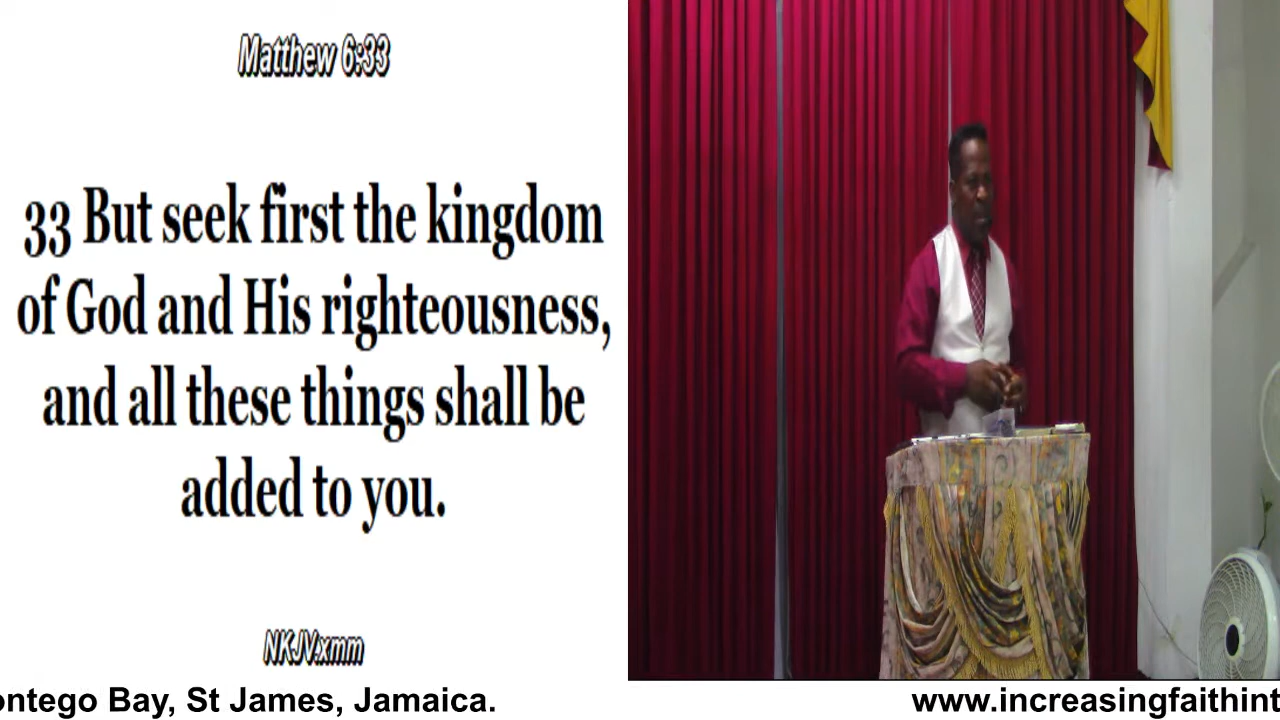 Matthew 6:33
33 But seek first the kingdom
of God and His righteousness,
and all these things shall be
added to you.
NKJV.xmm
ontego Bay, St James, Jamaica.
www.increasingfaithint